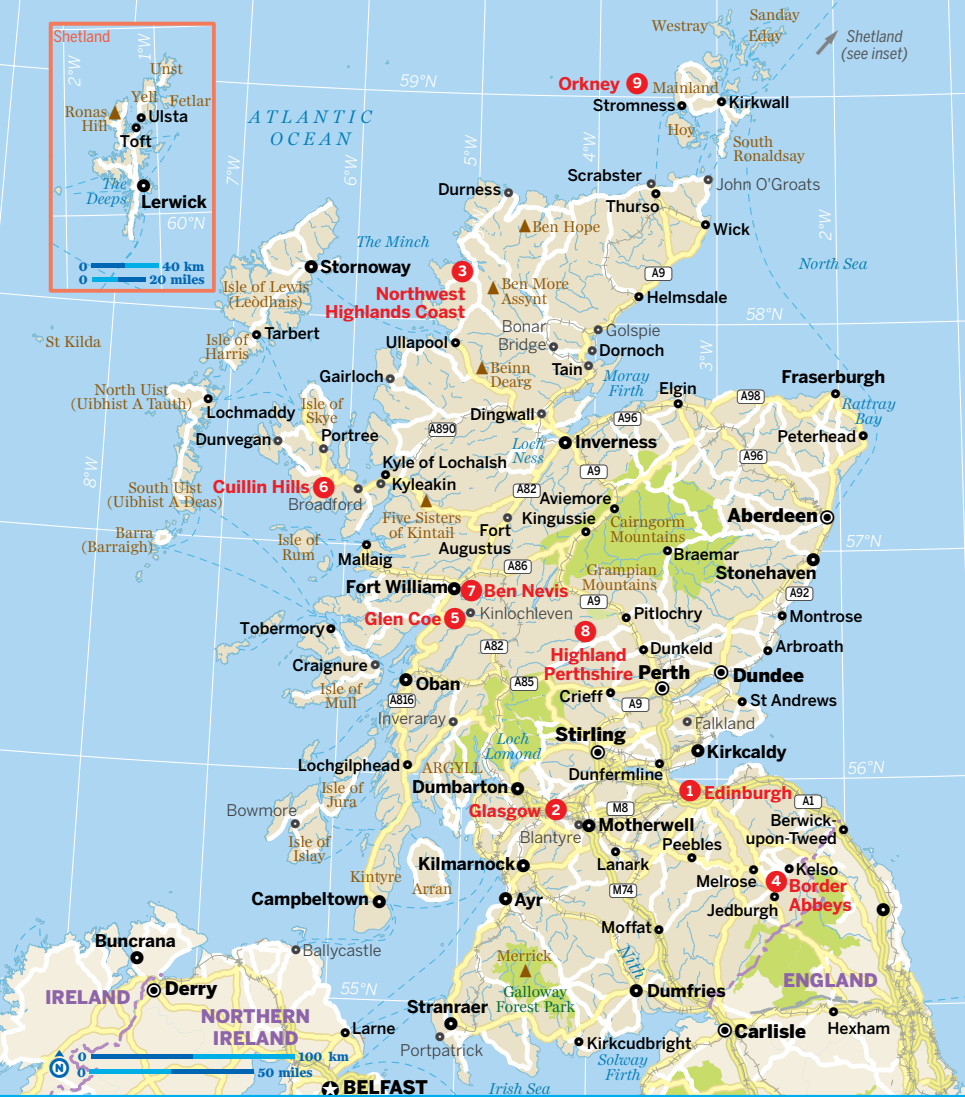 Shetland
2°W
1°W
Unst
Yell
Fetlar
Ronas
Hill
Ulsta
Toft
The
Deeps
Lerwick
60°N
0 40 km
0 20 miles
ATLANTIC
OCEAN
59°N
7°W
6°W
5°W
4°W
Westray
Sanday
Eday
Shetland
(see inset)
Orkney 9
Mainland
Stromness
Kirkwall
Hoy
South
Ronaldsay
Scrabster
John O'Groats
Durness
Thurso
Wick
2°W
Ben Hope
The Minch
North Sea
Stornoway
3
Northwest
Highlands Coast
Ben More
Assynt
A9
Helmsdale
Isle of Lewis
(Leòdhais)
58°N
St Kilda
Isle of
Harris
Tarbert
Ullapool
Bonar
Bridge
Golspie
Dornoch
3°W
Beinn
Dearg
Tain
Gairloch
Moray
Firth
Elgin
A98
Fraserburgh
North Uist
(Uibhist A Tauth)
Lochmaddy
Isle of
Skye
Dingwall
A96
Rattray
Bay
Dunvegan
Portree
A890
Loch
Ness
Inverness
Peterhead
A96
8°W
Kyle of Lochalsh
A9
Cuillin Hills 6
Kyleakin
South Uist
(Uibhist A Deas)
Broadford
A82
Aviemore
Five Sisters
of Kintail
Fort
Augustus
Kingussie
Cairngorm
Mountains
Aberdeen
Barra
(Barraigh)
Isle of
Rum
Mallaig
57°N
Braemar
Stonehaven
A86
Grampian
Mountains
Fort William
7 Ben Nevis
A92
A9
Glen Coe 5
Kinlochleven
Pitlochry
Montrose
Tobermory
8
Highland
Perthshire
A82
Dunkeld
Arbroath
Craignure
Isle of
Mull
Oban
A85
Crieff
Perth
Dundee
A816
A9
St Andrews
Inveraray
Falkland
Loch
Lomond
Stirling
Kirkcaldy
Lochgilphead
ARGYLL
Dunfermline
56°N
Isle of
Jura
Dumbarton
1 Edinburgh
Bowmore
Glasgow 2
M8
A1
Blantyre
Motherwell
Berwick-
upon-Tweed
Isle of
Islay
Peebles
Kilmarnock
Lanark
Kelso
Kintyre
Arran
Melrose
4 Border
Abbeys
M74
Campbeltown
Ayr
Jedburgh
Moffat
Buncrana
Ballycastle
Merrick
Nith
ENGLAND
IRELAND
Derry
55°N
Galloway
Forest Park
Dumfries
NORTHERN
IRELAND
Stranraer
Larne
Carlisle
Hexham
Portpatrick
Kirkcudbright
Solway
Firth
N
0 100 km
0 50 miles
BELFAST
Irish Sea